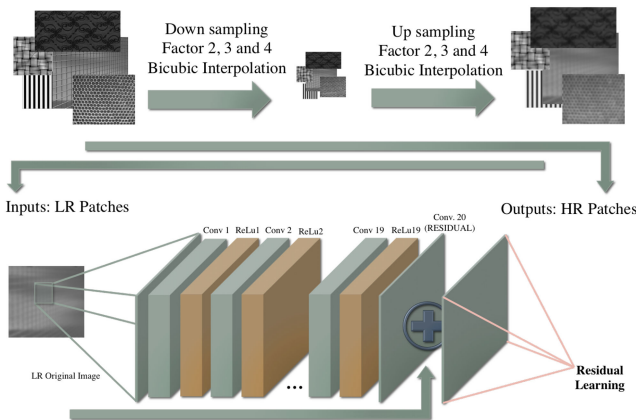 Down sampling
Factor 2, 3 and 4
Bicubic Interpolation
Up sampling
Factor 2, 3 and 4
Bicubic Interpolation
Inputs: LR Patches
Outputs: HR Patches
Conv 1
ReLu1
Conv 2
ReLu2
Conv 19
ReLu19
Conv. 20
(RESIDUAL)
LR Original Image
...
Residual
Learning